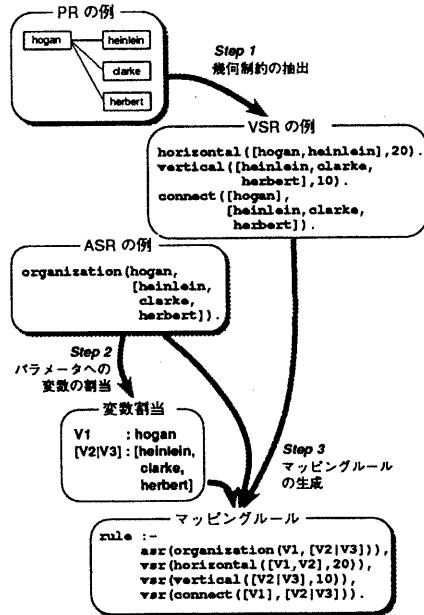 PR の例
hogan
heinlein
clarke
herbert
Step 1
幾何制約の抽出
VSR の例
horizontal([hogan,heinlein],20).
vertical([heinlein,clarke,
herbert],10).
connect([hogan],
[heinlein,clarke,
herbert]).
ASR の例
organization(hogan,
[heinlein,
clarke,
herbert]).
Step 2
パラメータへの
変数の割当
変数割当
V1 : hogan
[V2|V3] : [heinlein,
clarke,
herbert]
Step 3
マッピングルール
の生成
マッピングルール
rule :-
asr(organization(V1,[V2|V3])),
vsr(horizontal([V1,V2],20)),
vsr(vertical([V2|V3],10)),
vsr(connect([V1],[V2|V3])).